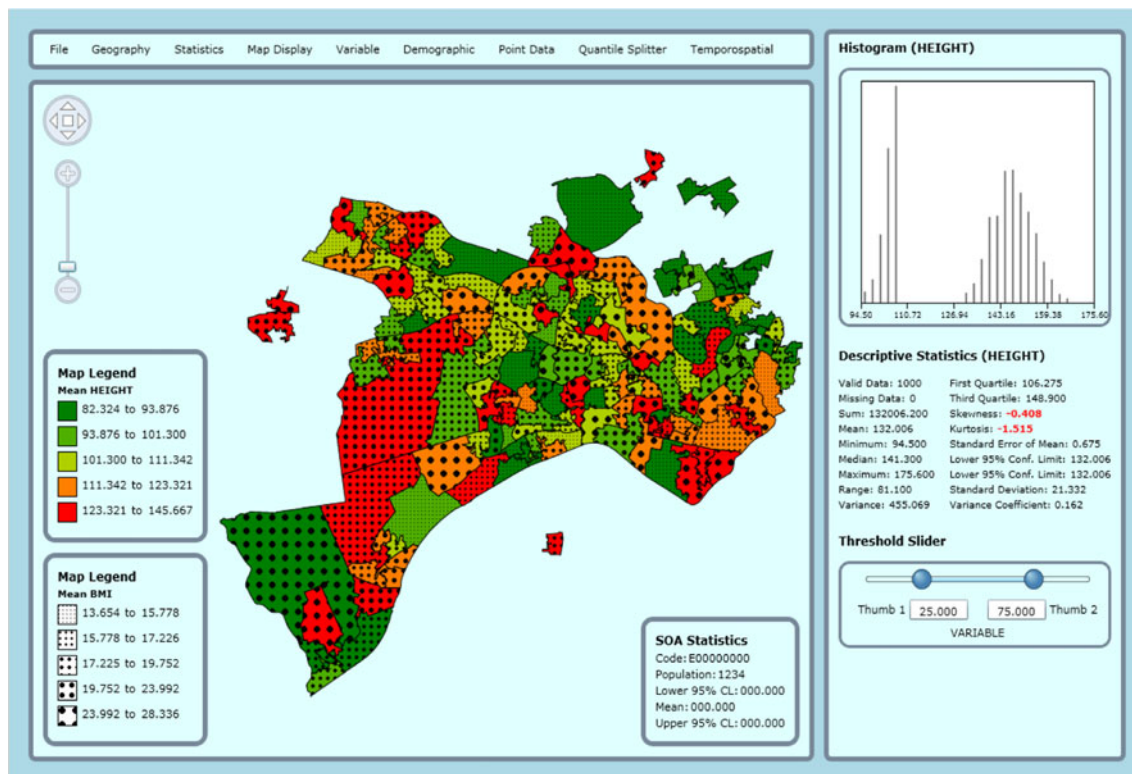 File Geography Statistics Map Display Variable Demographic Point Data Quantile Splitter Temporospatial
Map Legend
Mean HEIGHT
82.324 to 93.876
93.876 to 101.300
101.300 to 111.342
111.342 to 123.321
123.321 to 145.667
Map Legend
Mean BMI
13.654 to 15.778
15.778 to 17.226
17.225 to 19.752
19.752 to 23.992
23.992 to 28.336
SOA Statistics
Code: E00000000
Population: 1234
Lower 95% CL: 000.000
Mean: 000.000
Upper 95% CL: 000.000
Histogram (HEIGHT)
94.50 110.72 126.94 143.16 159.38 175.60
Descriptive Statistics (HEIGHT)
Valid Data: 1000 First Quartile: 106.275
Missing Data: 0 Third Quartile: 148.900
Sum: 132006.200 Skewness: -0.408
Mean: 132.006 Kurtosis: -1.515
Minimum: 94.500 Standard Error of Mean: 0.675
Median: 141.300 Lower 95% Conf. Limit: 132.006
Maximum: 175.600 Lower 95% Conf. Limit: 132.006
Range: 81.100 Standard Deviation: 21.332
Variance: 455.069 Variance Coefficient: 0.162
Threshold Slider
Thumb 1 25.000 75.000 Thumb 2
VARIABLE